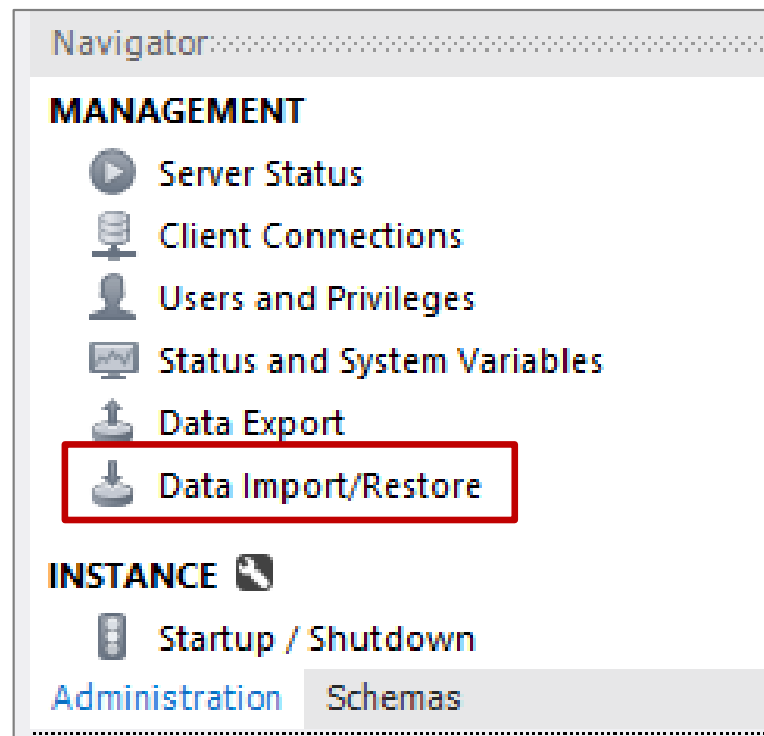 Navigator
MANAGEMENT
Server Status
Client Connections
Users and Privileges
Status and System Variables
Data Export
Data Import/Restore
INSTANCE
Startup / Shutdown
Administration Schemas